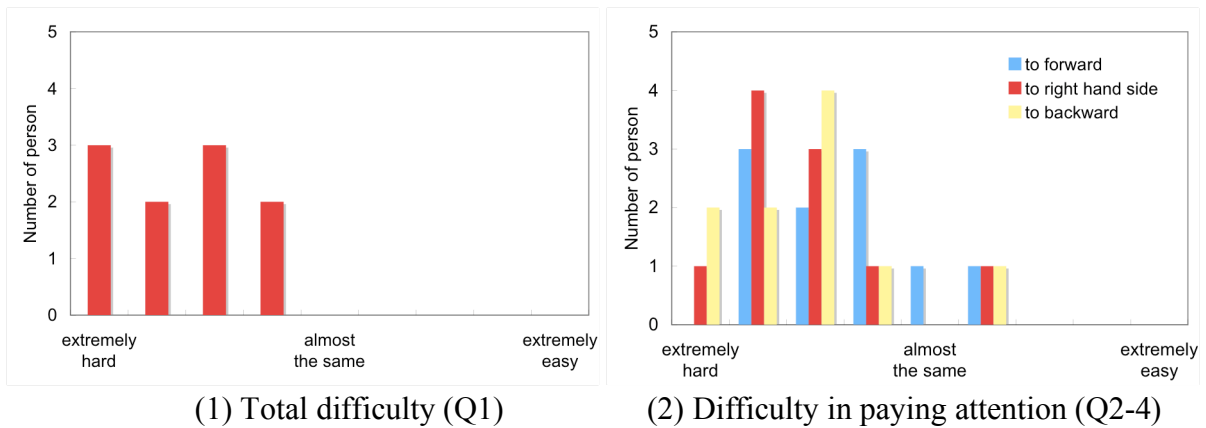 5
4
3
2
1
0
Number of person
extremely
hard
almost
the same
extremely
easy
(1) Total difficulty (Q1)
5
4
3
2
1
0
Number of person
to forward
to right hand side
to backward
extremely
hard
almost
the same
extremely
easy
(2) Difficulty in paying attention (Q2-4)